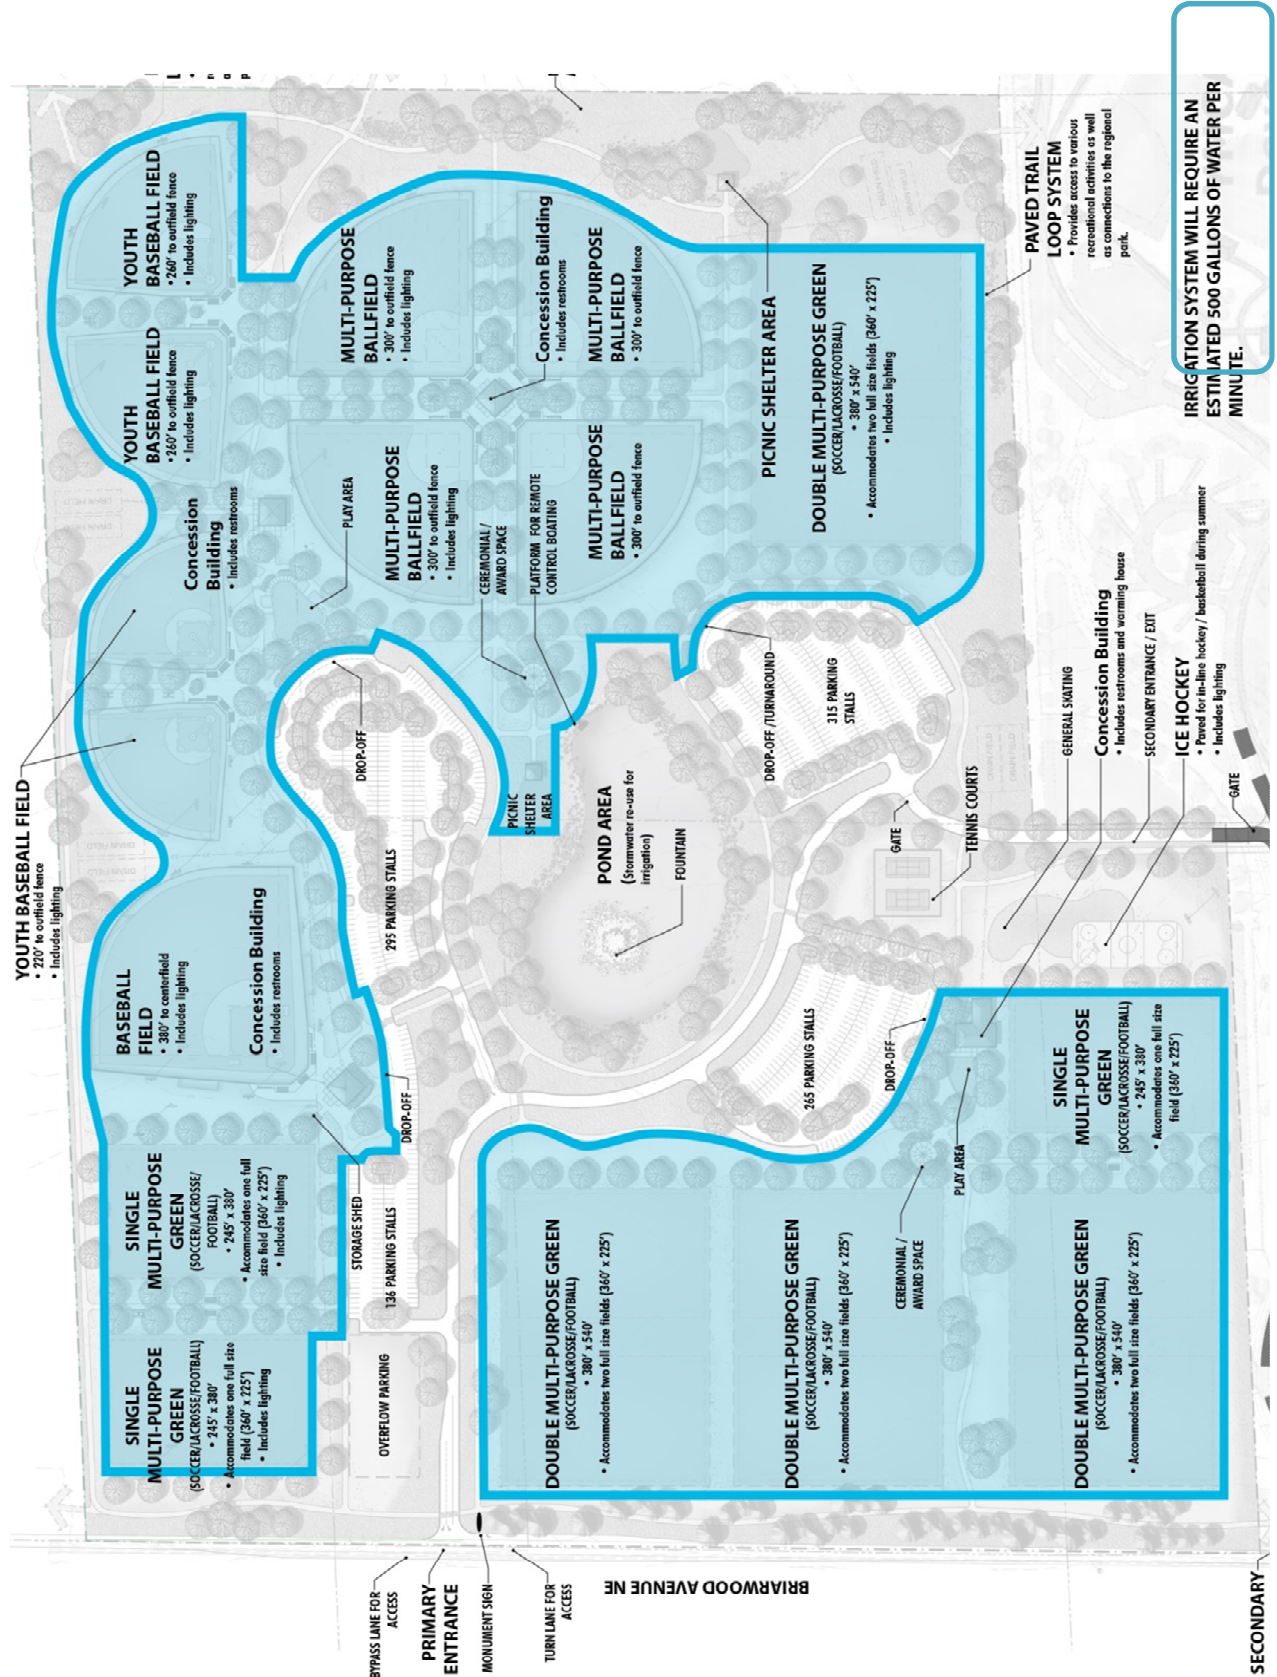 YOUTH BASEBALL FIELD
• 220' to outfield fence
• Includes lighting
YOUTH
BASEBALL FIELD
• 260' to outfield fence
• Includes lighting
YOUTH
BASEBALL FIELD
• 260' to outfield fence
• Includes lighting
Concession
Building
• Includes restrooms
BASEBALL
FIELD
• 380' to centerfield
• Includes lighting
Concession Building
• Includes restrooms
SINGLE
MULTI-PURPOSE
GREEN
(SOCCER/LACROSSE/
FOOTBALL)
• 245' x 380'
• Accommodates one full
size field (360' x 225')
• Includes lighting
SINGLE
MULTI-PURPOSE
GREEN
(SOCCER/LACROSSE/FOOTBALL)
• 245' x 380'
• Accommodates one full size
field (360' x 225')
• Includes lighting
MULTI-PURPOSE
BALLFIELD
• 300' to outfield fence
• Includes lighting
Concession Building
• Includes restrooms
MULTI-PURPOSE
BALLFIELD
• 300' to outfield fence
MULTI-PURPOSE
BALLFIELD
• 300' to outfield fence
• Includes lighting
MULTI-PURPOSE
BALLFIELD
• 300' to outfield fence
PLAY AREA
CEREMONIAL/
AWARD SPACE
PLATFORM FOR REMOTE
CONTROL BOATING
DROP-OFF
PICNIC
SHELTER
AREA
295 PARKING STALLS
DROP-OFF
STORAGE SHED
136 PARKING STALLS
OVERFLOW PARKING
POND AREA
(Stormwater re-use for
irrigation)
FOUNTAIN
PICNIC SHELTER AREA
DOUBLE MULTI-PURPOSE GREEN
(SOCCER/LACROSSE/FOOTBALL)
• 380' x 540'
• Accommodates two full size fields (360' x 225')
• Includes lighting
PAVED TRAIL
LOOP SYSTEM
• Provides access to various
recreational activities as well
as connections to the regional
park.
IRRIGATION SYSTEM WILL REQUIRE AN
ESTIMATED 500 GALLONS OF WATER PER
MINUTE.
DROP-OFF /TURNAROUND
315 PARKING
STALLS
GATE
TENNIS COURTS
GENERAL SKATING
Concession Building
• Includes restrooms and warming house
SECONDARY ENTRANCE / EXIT
ICE HOCKEY
• Paved for in-line hockey / basketball during summer
• Includes lighting
GATE
265 PARKING STALLS
DROP-OFF
PLAY AREA
CEREMONIAL /
AWARD SPACE
SINGLE
MULTI-PURPOSE
GREEN
(SOCCER/LACROSSE/FOOTBALL)
• 245' x 380'
• Accommodates one full size
field (360' x 225')
DOUBLE MULTI-PURPOSE GREEN
(SOCCER/LACROSSE/FOOTBALL)
• 380' x 540'
• Accommodates two full size fields (360' x 225')
DOUBLE MULTI-PURPOSE GREEN
(SOCCER/LACROSSE/FOOTBALL)
• 380' x 540'
• Accommodates two full size fields (360' x 225')
DOUBLE MULTI-PURPOSE GREEN
(SOCCER/LACROSSE/FOOTBALL)
• 380' x 540'
• Accommodates two full size fields (360' x 225')
BYPASS LANE FOR
ACCESS
PRIMARY
ENTRANCE
MONUMENT SIGN
TURN LANE FOR
ACCESS
BRIARWOOD AVENUE NE
SECONDARY
DRAIN FIELD
DRAIN FIELD
DRAIN FIELD
DRAIN FIELD
DRAIN FIELD